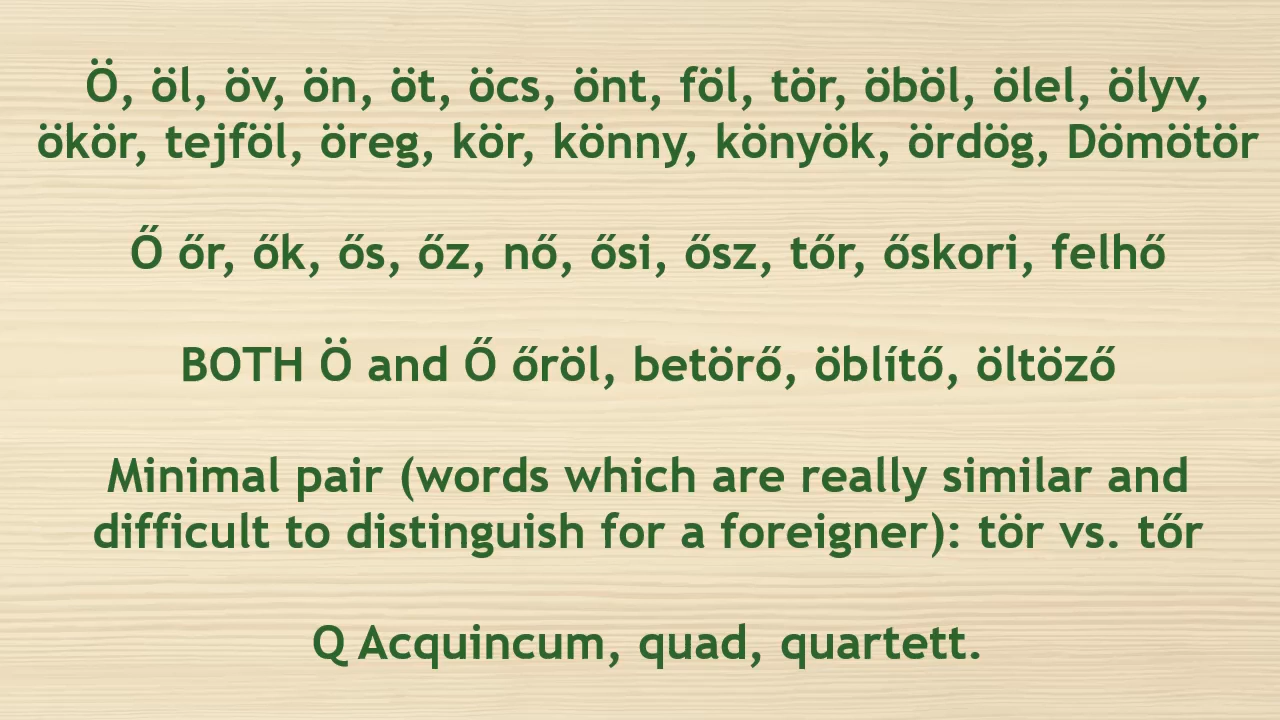 Ö, öl, öv, ön, öt, öcs, önt, föl, tör, öböl, ölel, ölyv,
ökör, tejföl, öreg, kör, könny, könyök, ördög, Dömötör
Ő őr, ők, ős, őz, nő, ősi, ősz, tőr, őskori, felhő
BOTH Ö and Ő őröl, betörő, öblítő, öltöző
Minimal pair (words which are really similar and
difficult to distinguish for a foreigner): tör vs. tőr
Q Acquincum, quad, quartett.